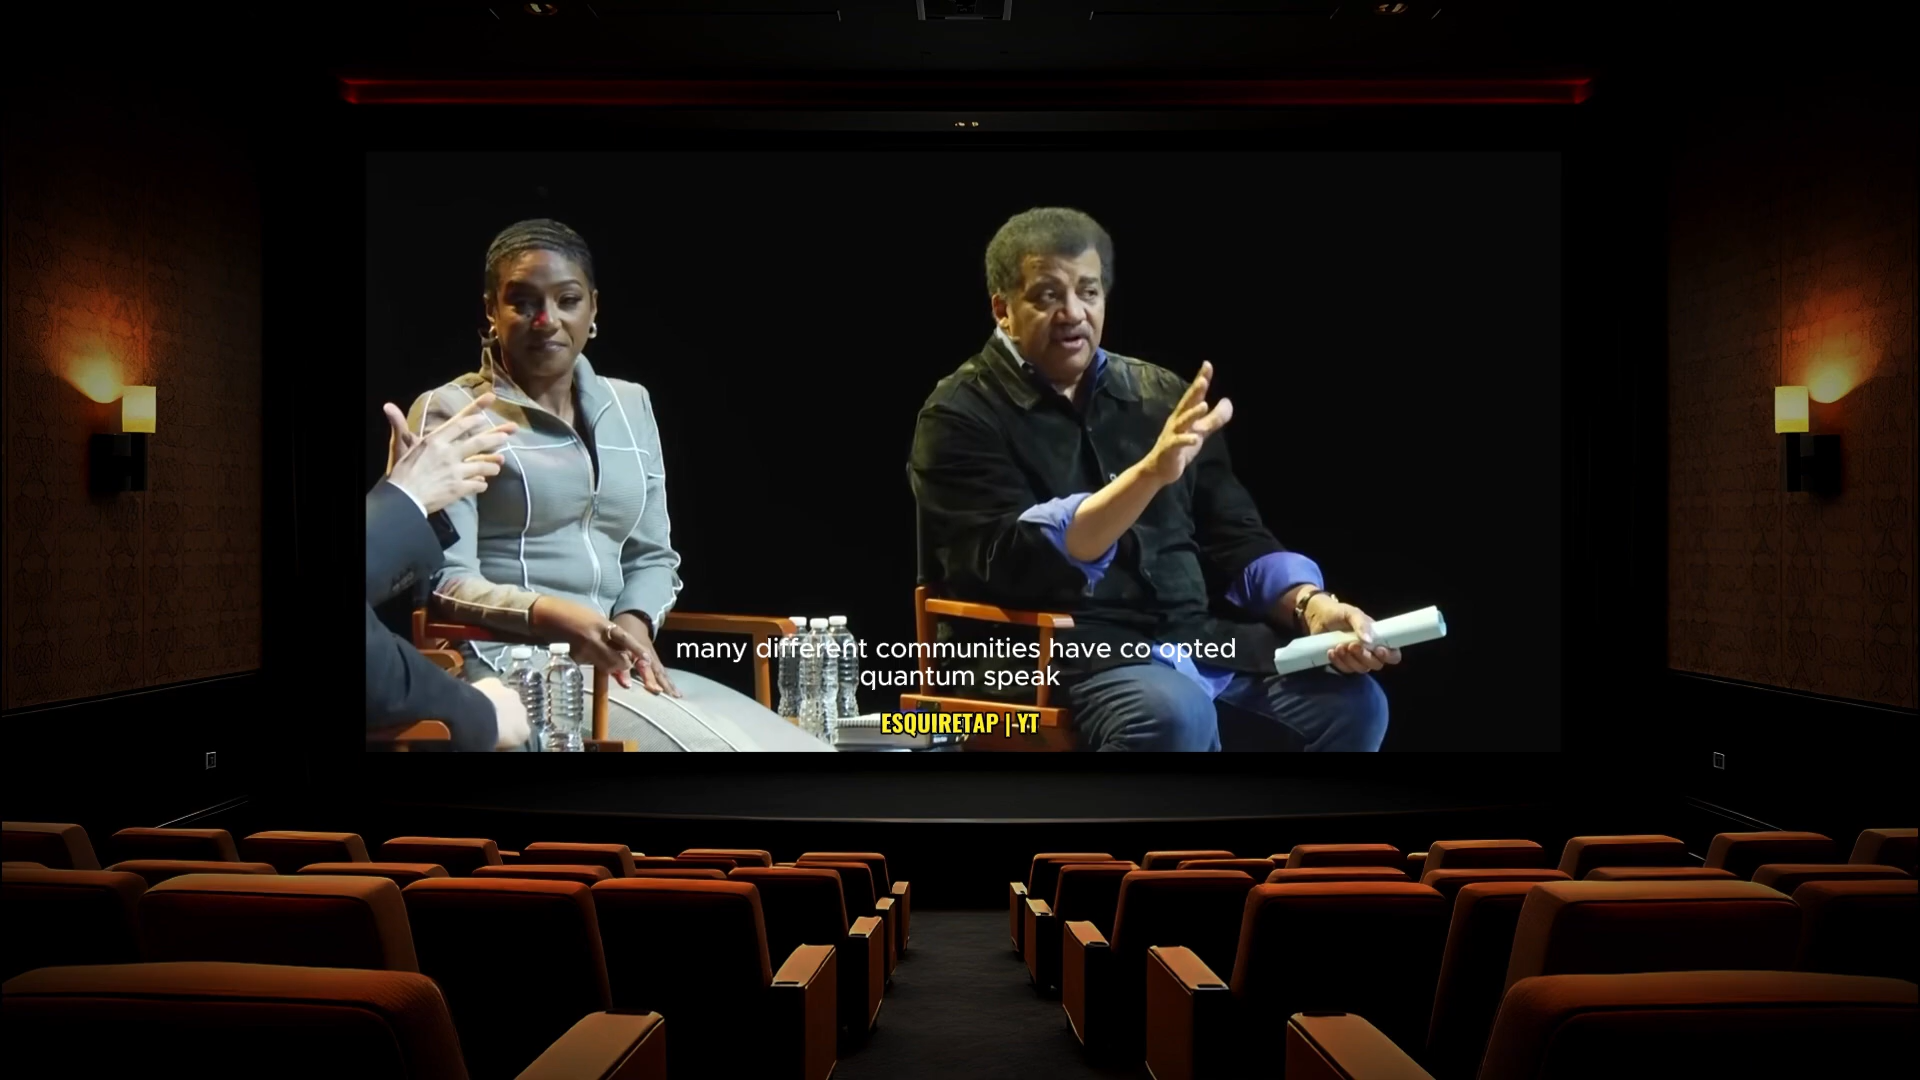 many different communities have co opted
quantum speak
ESQUIRETAP | YT